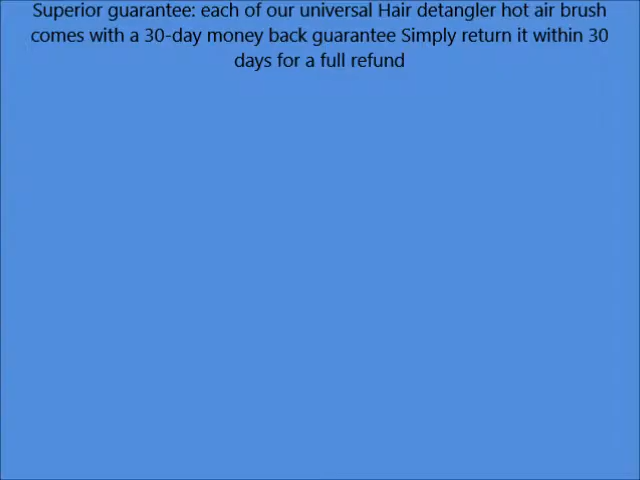 Superior guarantee: each of our universal Hair detangler hot air brush
comes with a 30-day money back guarantee Simply return it within 30
days for a full refund